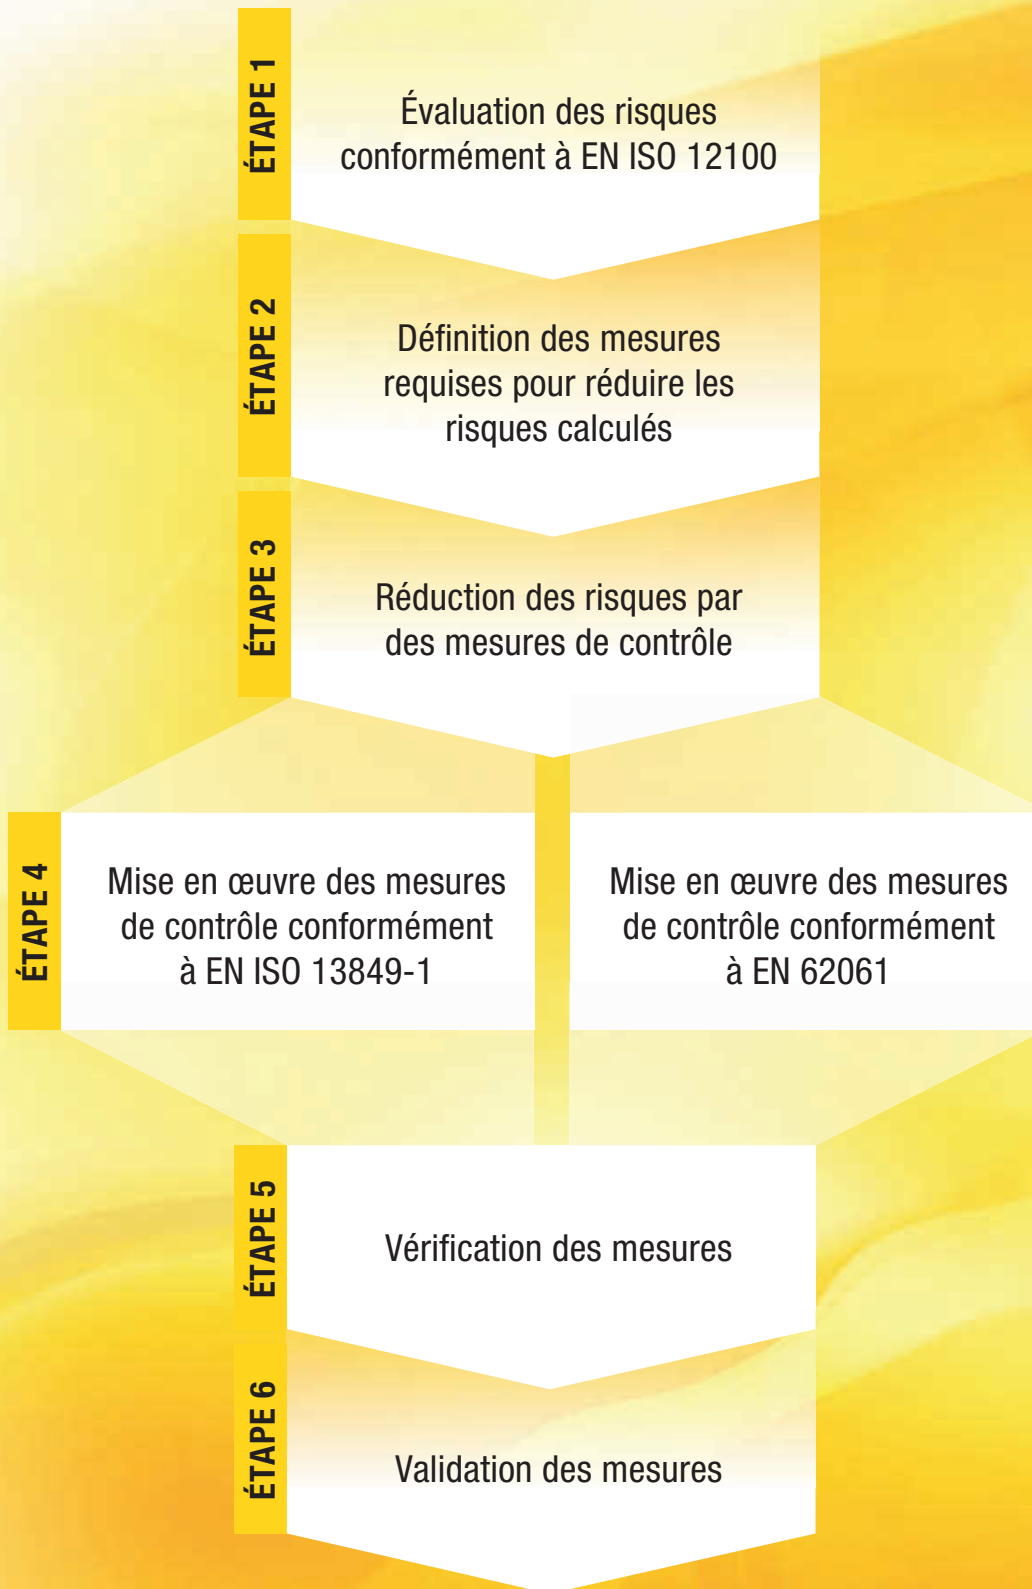 ÉTAPE 1
Évaluation des risques
conformément à EN ISO 12100
ÉTAPE 2
Définition des mesures
requises pour réduire les
risques calculés
ÉTAPE 3
Réduction des risques par
des mesures de contrôle
ÉTAPE 4
Mise en œuvre des mesures
de contrôle conformément
à EN ISO 13849-1
Mise en œuvre des mesures
de contrôle conformément
à EN 62061
ÉTAPE 5
Vérification des mesures
ÉTAPE 6
Validation des mesures